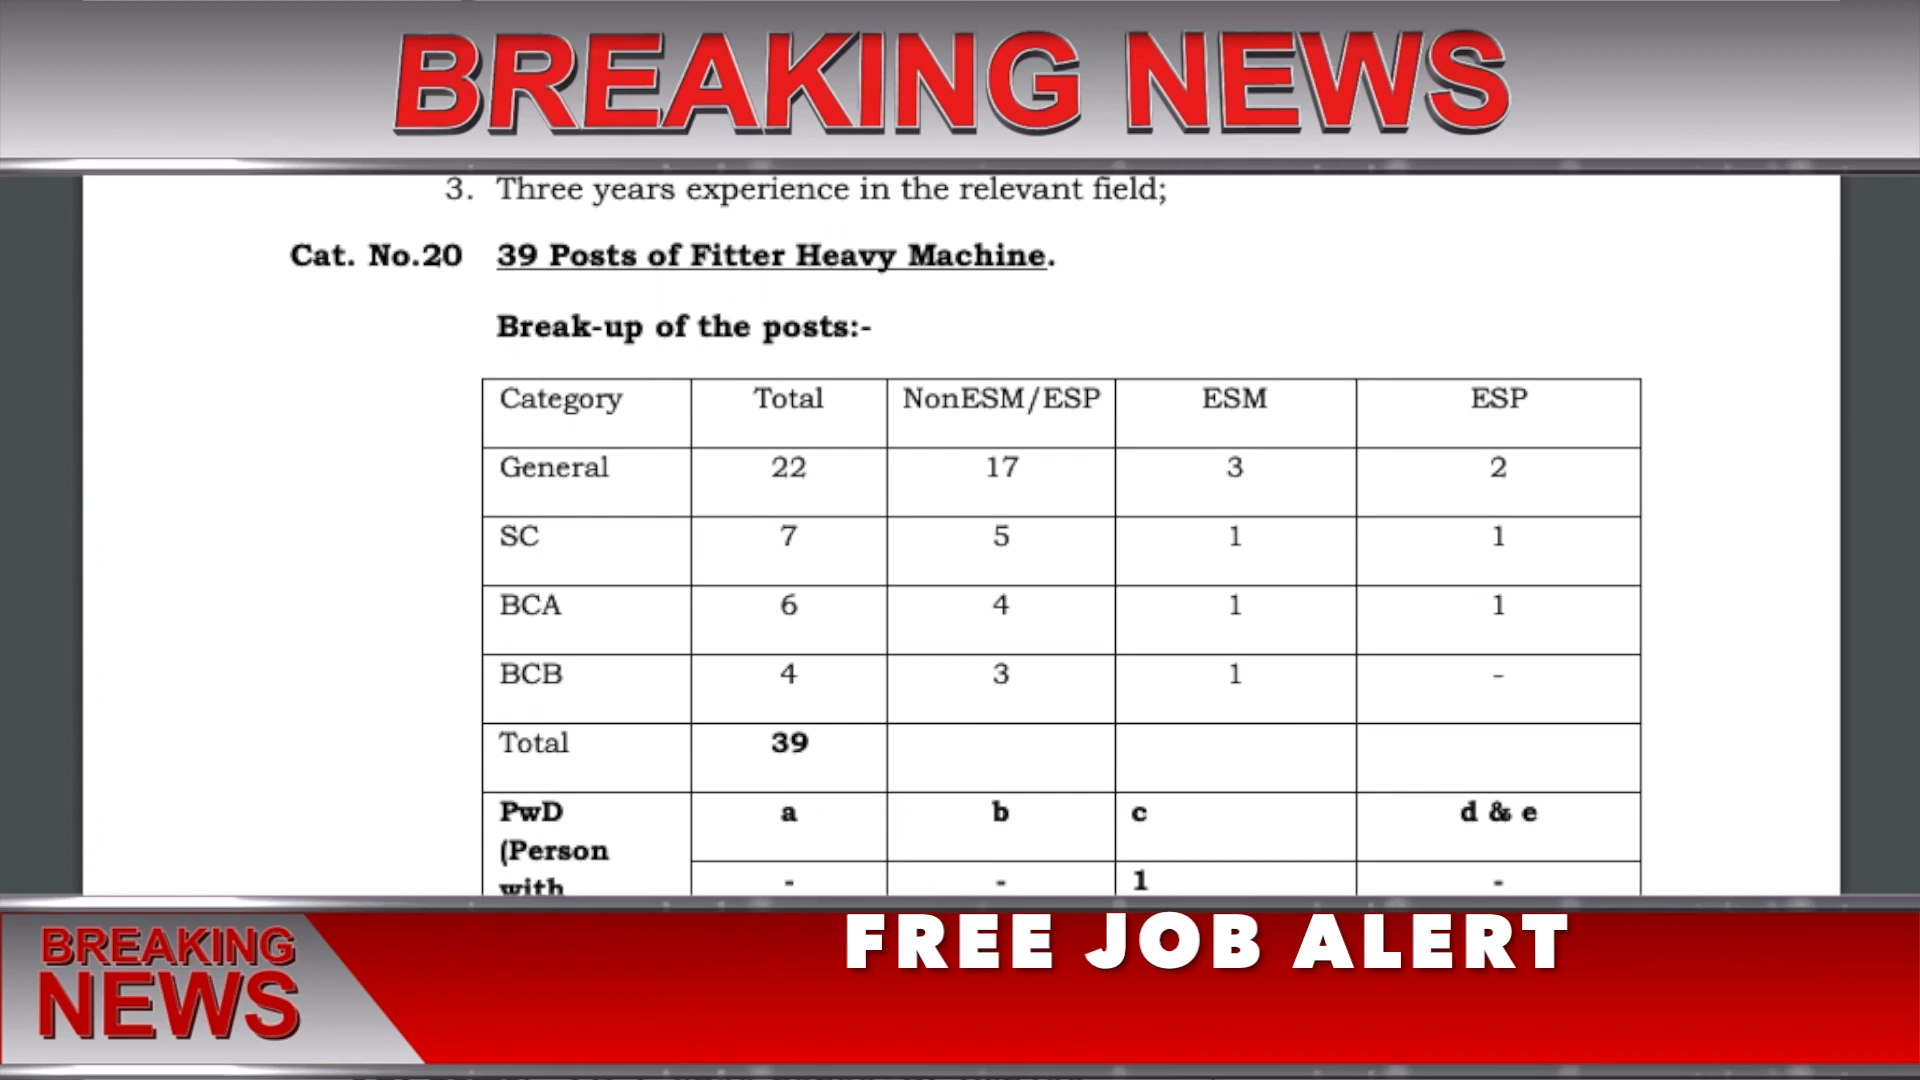 BREAKING NEWS
3. Three years experience in the relevant field;
Cat. No.20 39 Posts of Fitter Heavy Machine.
Break-up of the posts:-
Category Total NonESM/ESP ESM ESP
General 22 17 3 2
SC 7 5 1 1
BCA 6 4 1 1
BCB 4 3 1 -
Total 39
PwD a b c d & e
(Person
with - - 1 -
FREE JOB ALERT
BREAKING
NEWS